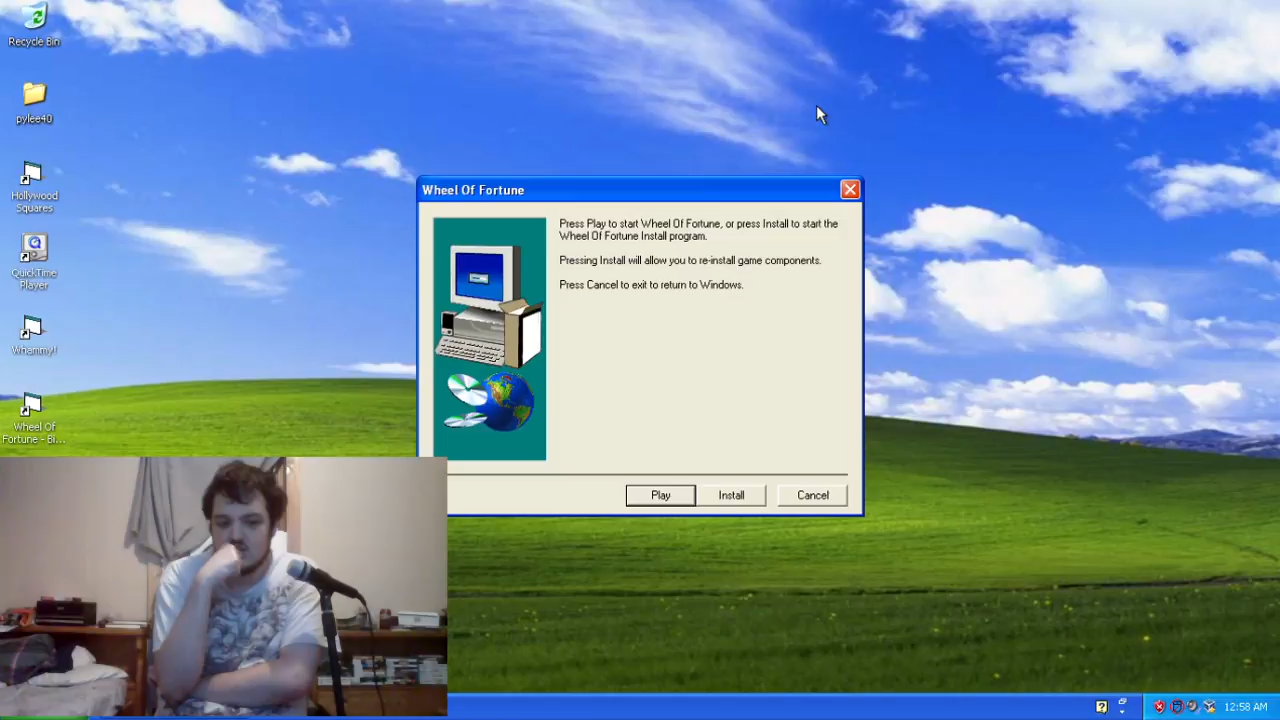 Recycle Bin
pylee40
Hollywood
Squares
QuickTime
Player
Whammy!
Wheel Of
Fortune - Bl...
Wheel Of Fortune
Press Play to start Wheel Of Fortune, or press Install to start the
Wheel Of Fortune Install program.
Pressing Install will allow you to re-install game components.
Press Cancel to exit to return to Windows.
Play
Install
Cancel
12:58 AM